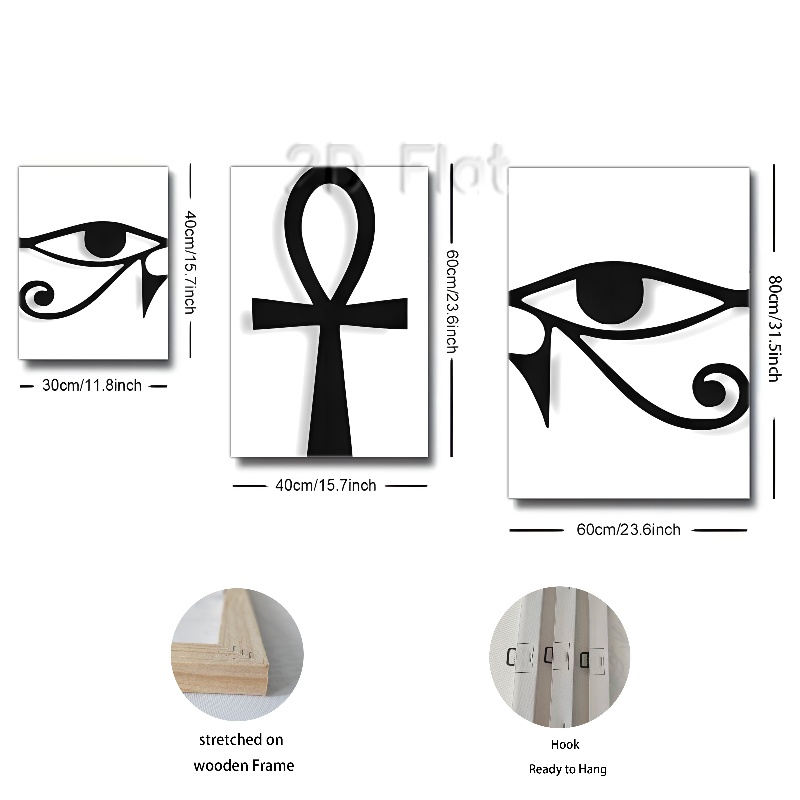 2D Flat
40cm/15.7inch
30cm/11.8inch
60cm/23.6inch
40cm/15.7inch
80cm/31.5inch
60cm/23.6inch
stretched on
wooden Frame
Hook
Ready to Hang